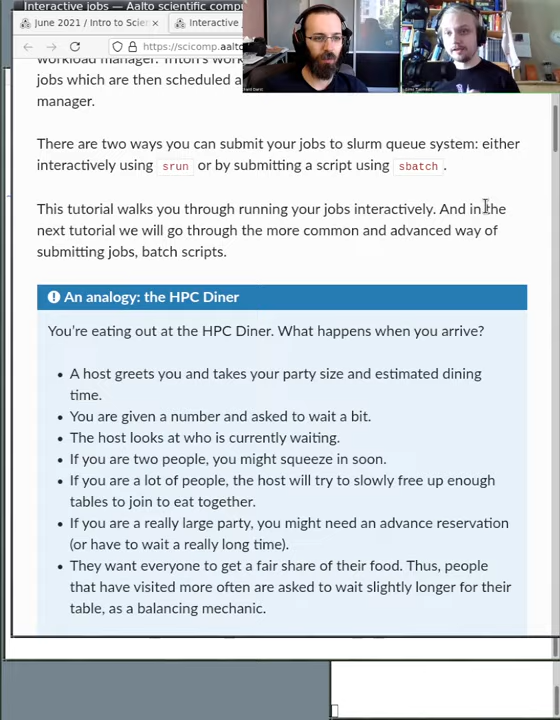 Interactive jobs — Aalto scientific compu
June 2021 / Intro to Scien
Interactive
https://scicomp.aalto
workload manager. Triton's work
jobs which are then scheduled a
manager.
There are two ways you can submit your jobs to slurm queue system: either
interactively using srun or by submitting a script using sbatch.
This tutorial walks you through running your jobs interactively. And in the
next tutorial we will go through the more common and advanced way of
submitting jobs, batch scripts.
An analogy: the HPC Diner
You're eating out at the HPC Diner. What happens when you arrive?
• A host greets you and takes your party size and estimated dining
time.
• You are given a number and asked to wait a bit.
• The host looks at who is currently waiting.
• If you are two people, you might squeeze in soon.
• If you are a lot of people, the host will try to slowly free up enough
tables to join to eat together.
• If you are a really large party, you might need an advance reservation
(or have to wait a really long time).
• They want everyone to get a fair share of their food. Thus, people
that have visited more often are asked to wait slightly longer for their
table, as a balancing mechanic.